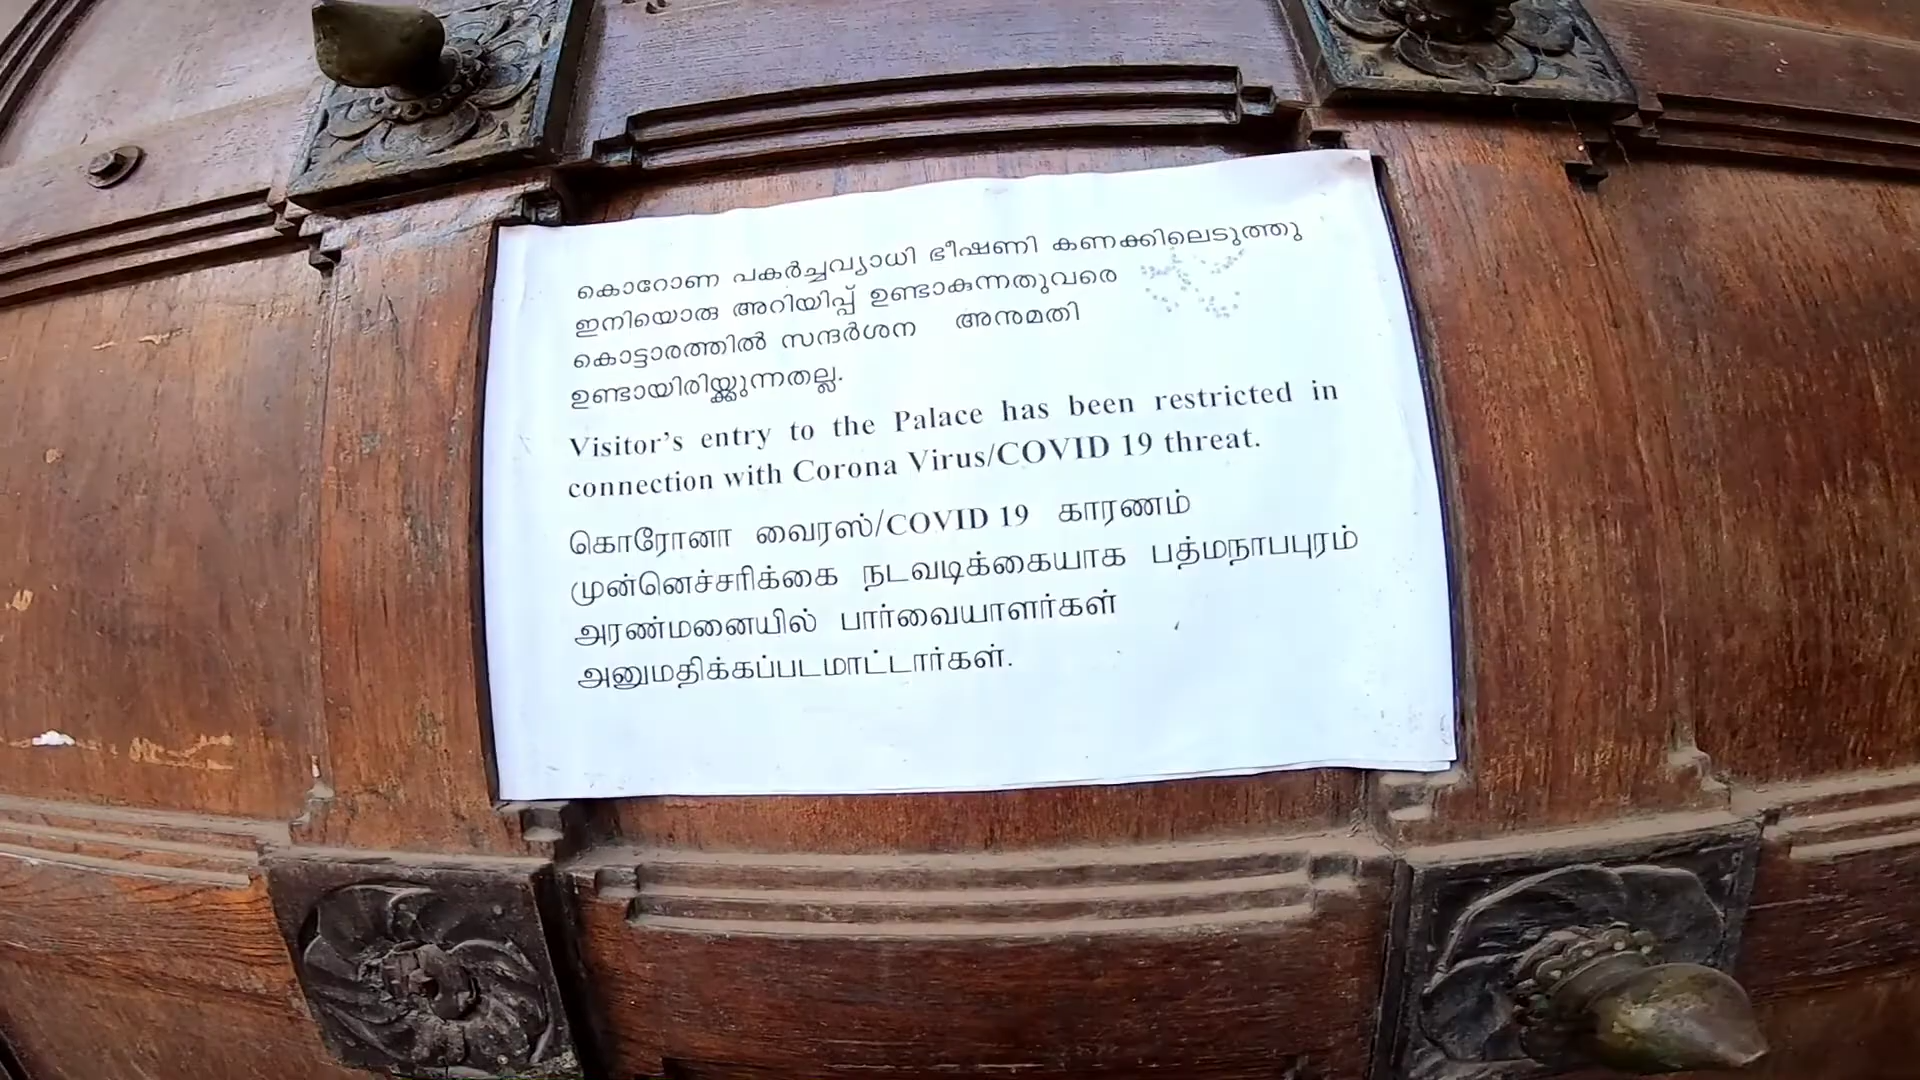 കൊറോണ പകർച്ചവ്യാധി ഭീഷണി കണക്കിലെടുത്തു
ഇനിയൊരു അറിയിപ്പ് ഉണ്ടാകുന്നതുവരെ
കൊട്ടാരത്തിൽ സന്ദർശന അനുമതി
ഉണ്ടായിരിയ്ക്കുന്നതല്ല.
Visitor's entry to the Palace has been restricted in
connection with Corona Virus/COVID 19 threat.
கொரோனா வைரஸ்/COVID 19 காரணம்
முன்னெச்சரிக்கை நடவடிக்கையாக பத்மநாபபுரம்
அரண்மனையில் பார்வையாளர்கள்
அனுமதிக்கப்படமாட்டார்கள்.